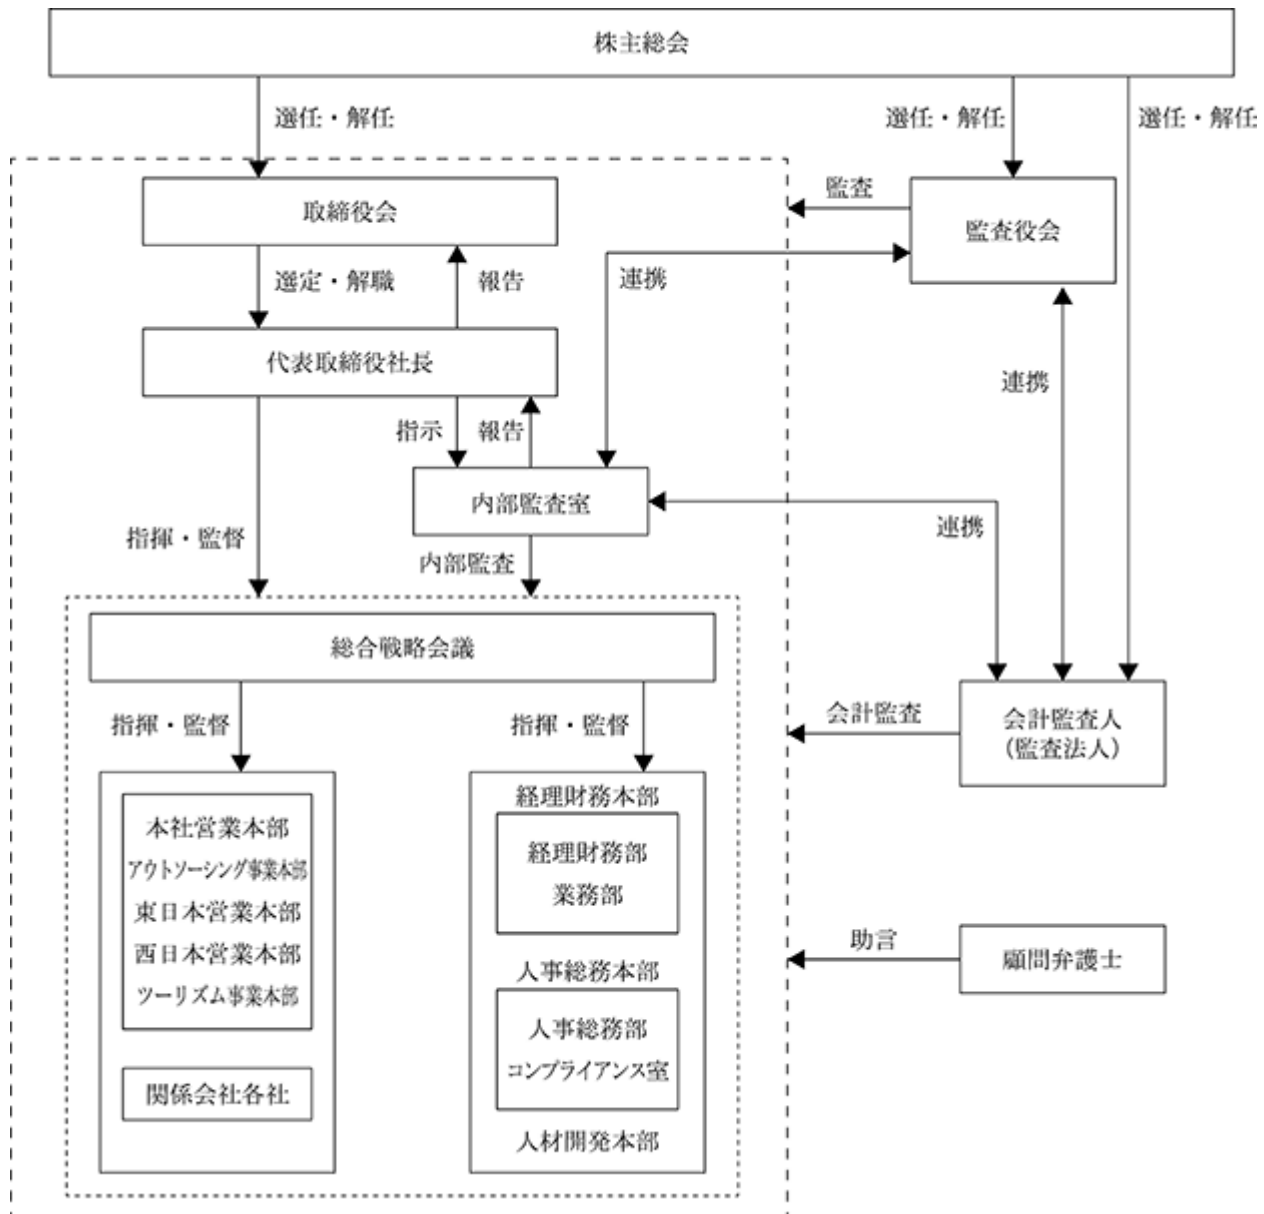 株主総会
選任・解任
選任・解任
選任・解任
取締役会
監査
監査役会
選定・解職
報告
連携
代表取締役社長
連携
指示
報告
内部監査室
連携
指揮・監督
内部監査
総合戦略会議
指揮・監督
指揮・監督
会計監査
会計監査人
（監査法人）
本社営業本部
アウトソーシング事業本部
東日本営業本部
西日本営業本部
ツーリズム事業本部
関係会社各社
経理財務本部
経理財務部
業務部
人事総務本部
人事総務部
コンプライアンス室
人材開発本部
助言
顧問弁護士